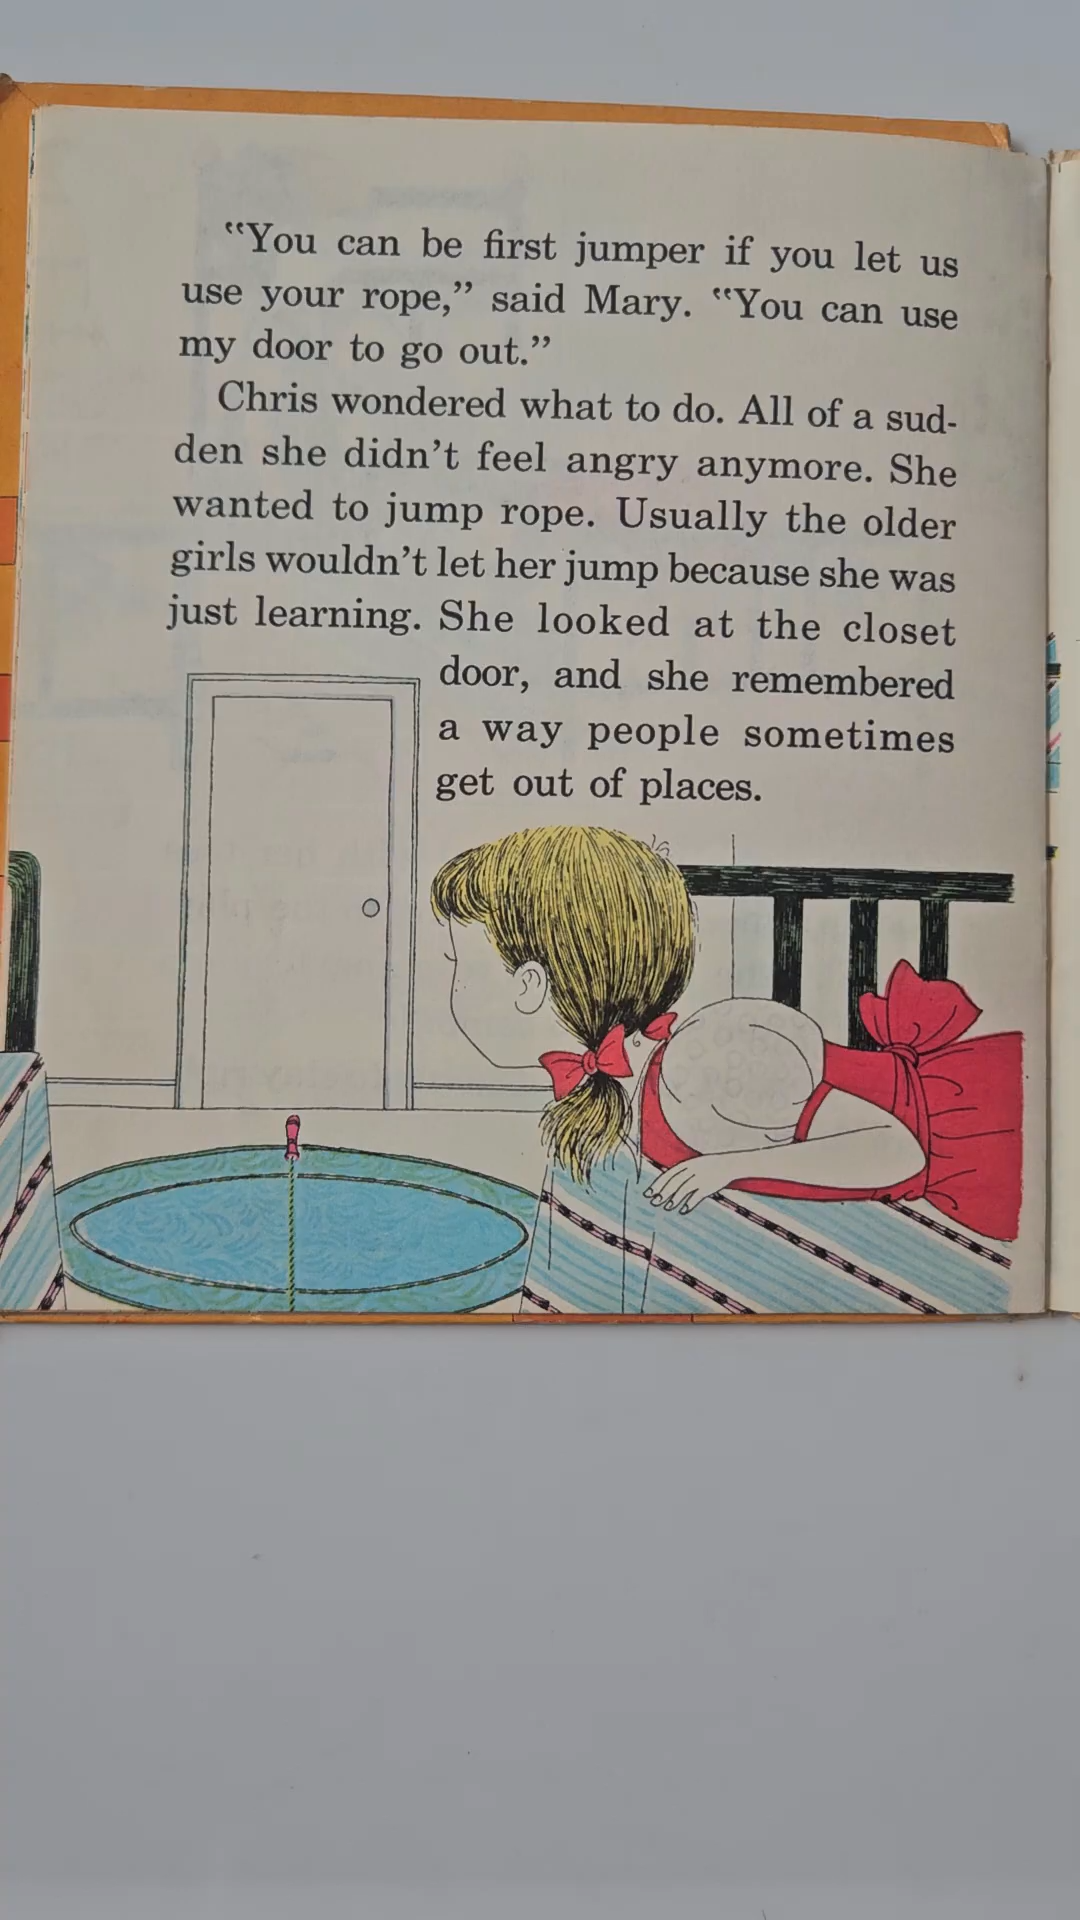 “You can be first jumper if you let us
use your rope,” said Mary. “You can use
my door to go out.”
Chris wondered what to do. All of a sud-
den she didn’t feel angry anymore. She
wanted to jump rope. Usually the older
girls wouldn’t let her jump because she was
just learning. She looked at the closet
door, and she remembered
a way people sometimes
get out of places.